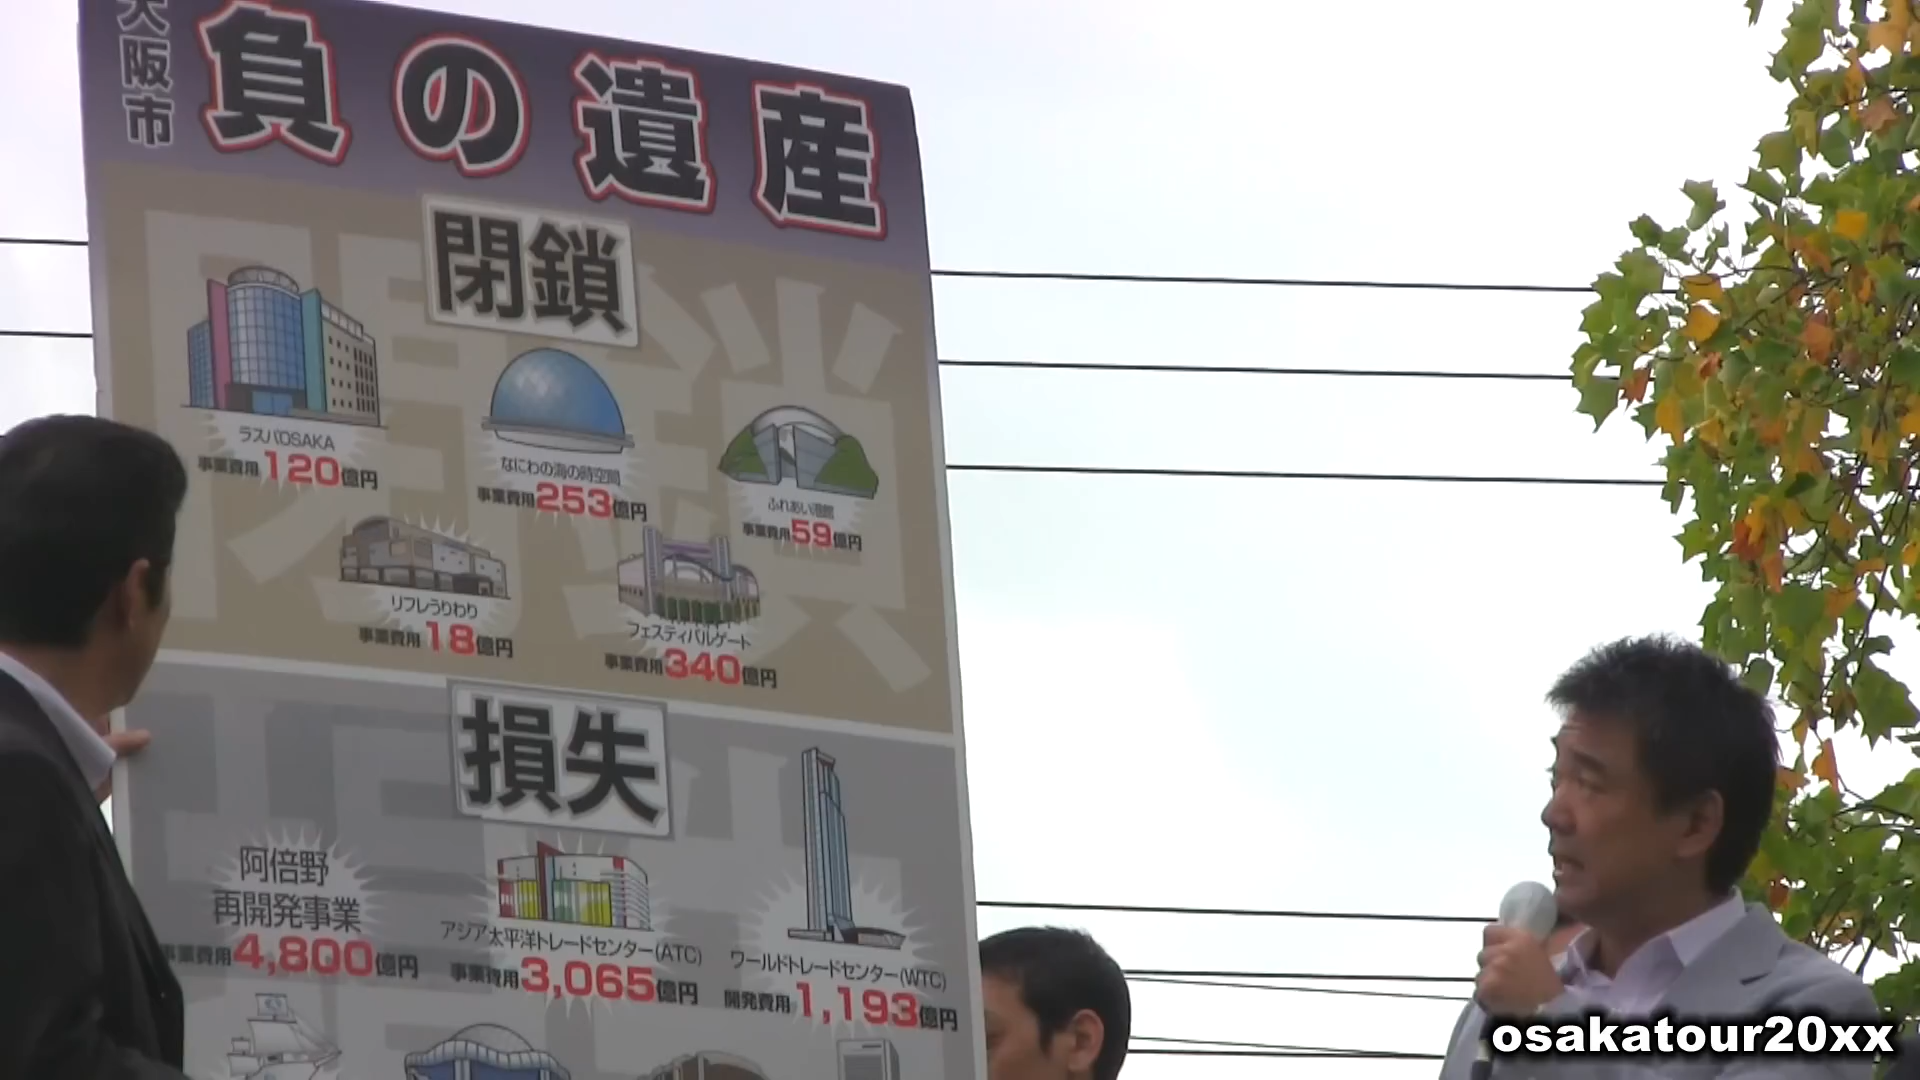 大阪市
負の遺産
閉鎖
ラスパOSAKA
事業費用120億円
なにわの海の時空間
事業費用253億円
ふれあい港館
事業費用59億円
リフレうりわり
事業費用18億円
フェスティバルゲート
事業費用340億円
損失
阿倍野
再開発事業
事業費用4,800億円
アジア太平洋トレードセンター(ATC)
事業費用3,065億円
ワールドトレードセンター(WTC)
開発費用1,193億円
osakatour20xx